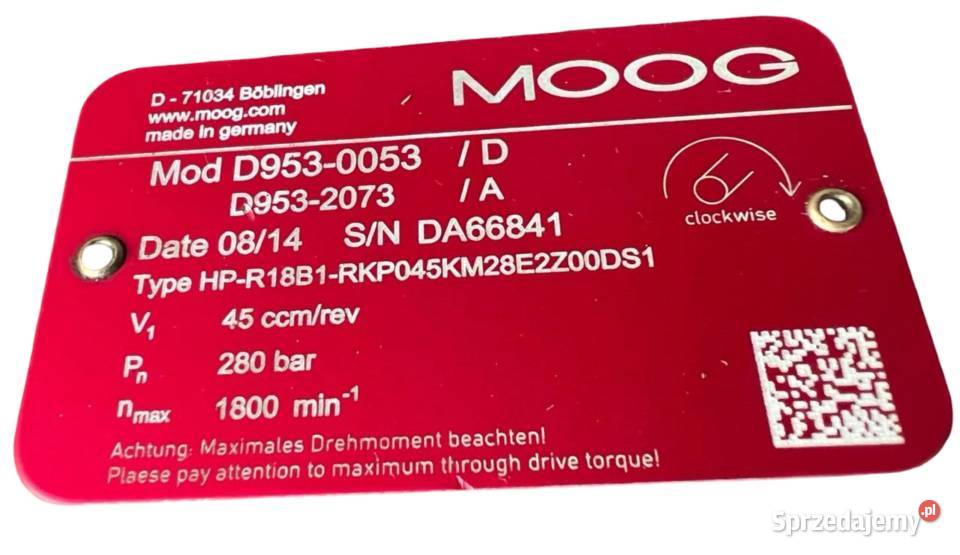 MOOG
D - 71034 Böblingen
www.moog.com
made in germany
Mod D953-0053 / D
D953-2073 / A
clockwise
Date 08/14 S/N DA66841
Type HP-R18B1-RKP045KM28E2Z00DS1
V1 45 ccm/rev
Pn 280 bar
nmax 1800 min-1
Achtung: Maximales Drehmoment beachten!
Plaese pay attention to maximum through drive torque!
Sprzedajemy.pl